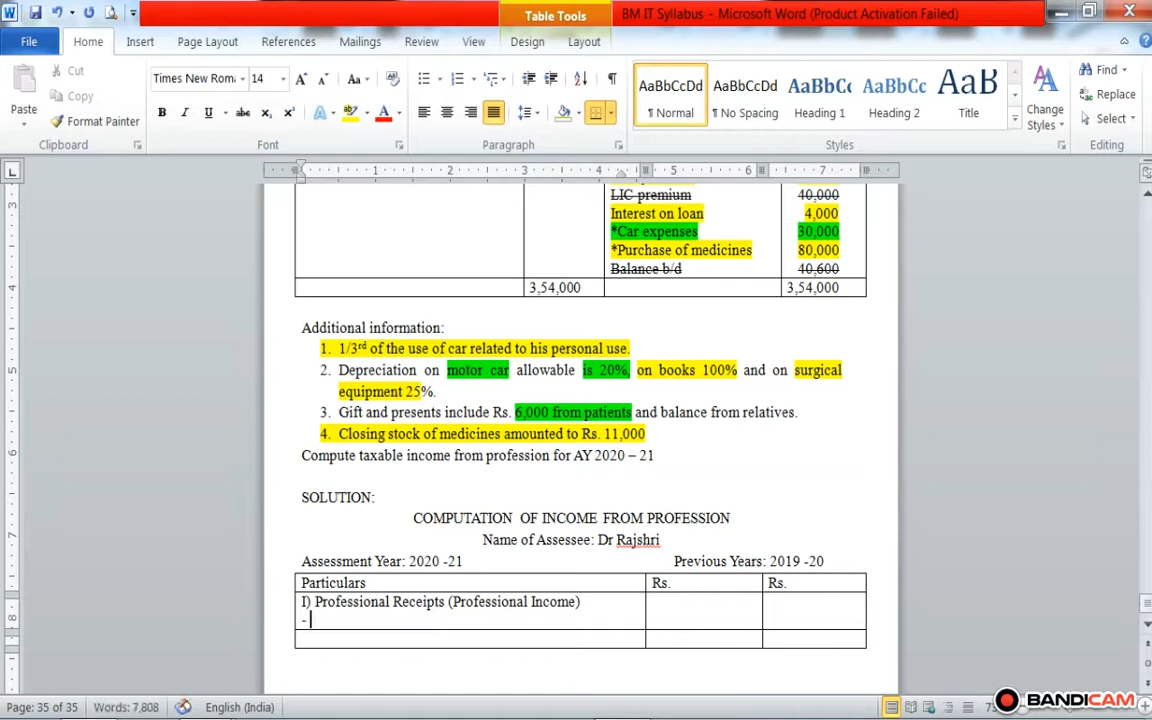 Table Tools
BM IT Syllabus - Microsoft Word (Product Activation Failed)
File Home Insert Page Layout References Mailings Review View Design Layout
Paste
Cut
Copy
Format Painter
Clipboard
Times New Rom 14
Font
Paragraph
AaBbCcDd AaBbCcDd AaBbCc AaBbCc AaB
¶ Normal ¶ No Spacing Heading 1 Heading 2 Title
Change Styles
Styles
Find
Replace
Select
Editing
1 2 3 4 5 6 7
LIC premium 40,000
Interest on loan 4,000
*Car expenses 30,000
*Purchase of medicines 80,000
Balance b/d 40,600
3,54,000 3,54,000
Additional information:
1. 1/3rd of the use of car related to his personal use.
2. Depreciation on motor car allowable is 20%, on books 100% and on surgical
equipment 25%.
3. Gift and presents include Rs. 6,000 from patients and balance from relatives.
4. Closing stock of medicines amounted to Rs. 11,000
Compute taxable income from profession for AY 2020 – 21
SOLUTION:
COMPUTATION OF INCOME FROM PROFESSION
Name of Assessee: Dr Rajshri
Assessment Year: 2020 -21 Previous Years: 2019 -20
Particulars Rs. Rs.
I) Professional Receipts (Professional Income)
-
Page: 35 of 35 Words: 7,808 English (India)
BANDICAM